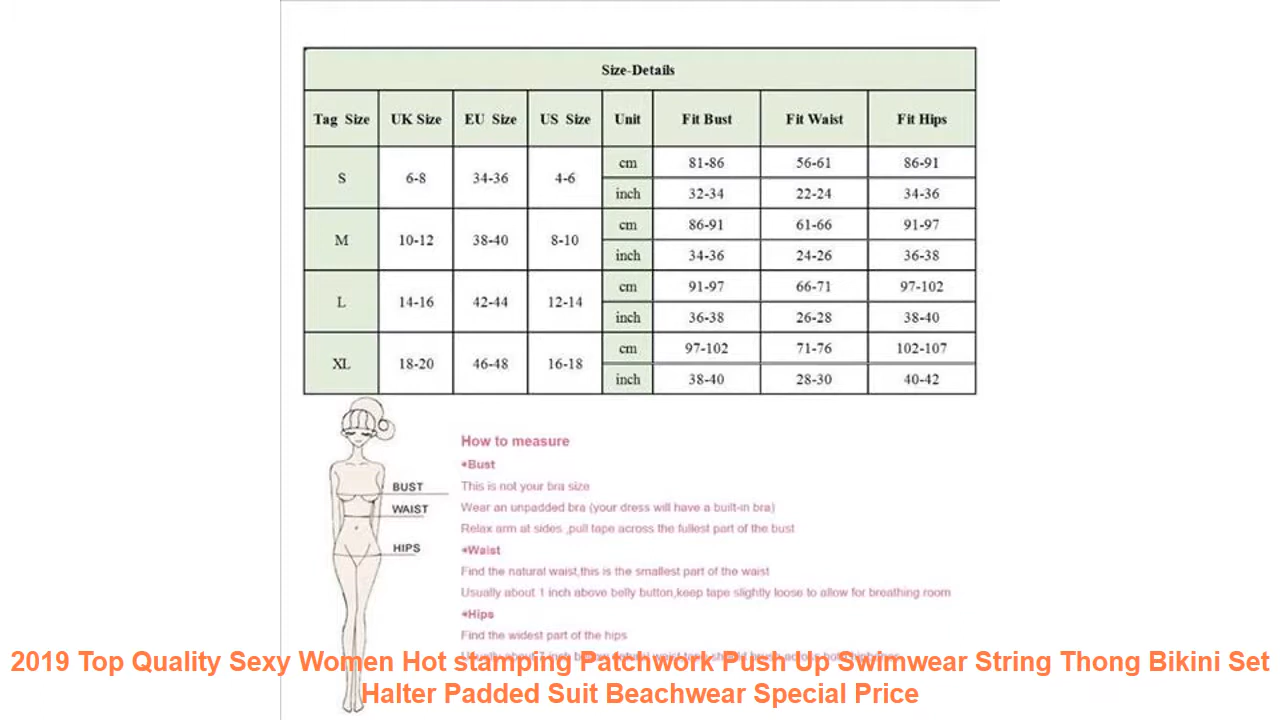 Size-Details
Tag Size UK Size EU Size US Size Unit Fit Bust Fit Waist Fit Hips
S 6-8 34-36 4-6 cm 81-86 56-61 86-91
inch 32-34 22-24 34-36
M 10-12 38-40 8-10 cm 86-91 61-66 91-97
inch 34-36 24-26 36-38
L 14-16 42-44 12-14 cm 91-97 66-71 97-102
inch 36-38 26-28 38-40
XL 18-20 46-48 16-18 cm 97-102 71-76 102-107
inch 38-40 28-30 40-42
BUST
WAIST
HIPS
How to measure
*Bust
This is not your bra size
Wear an unpadded bra (your dress will have a built-in bra)
Relax arm at sides ,pull tape across the fullest part of the bust
*Waist
Find the natural waist,this is the smallest part of the waist
Usually about 1 inch above belly button,keep tape slightly loose to allow for breathing room
*Hips
Find the widest part of the hips
2019 Top Quality Sexy Women Hot stamping Patchwork Push Up Swimwear String Thong Bikini Set
Halter Padded Suit Beachwear Special Price